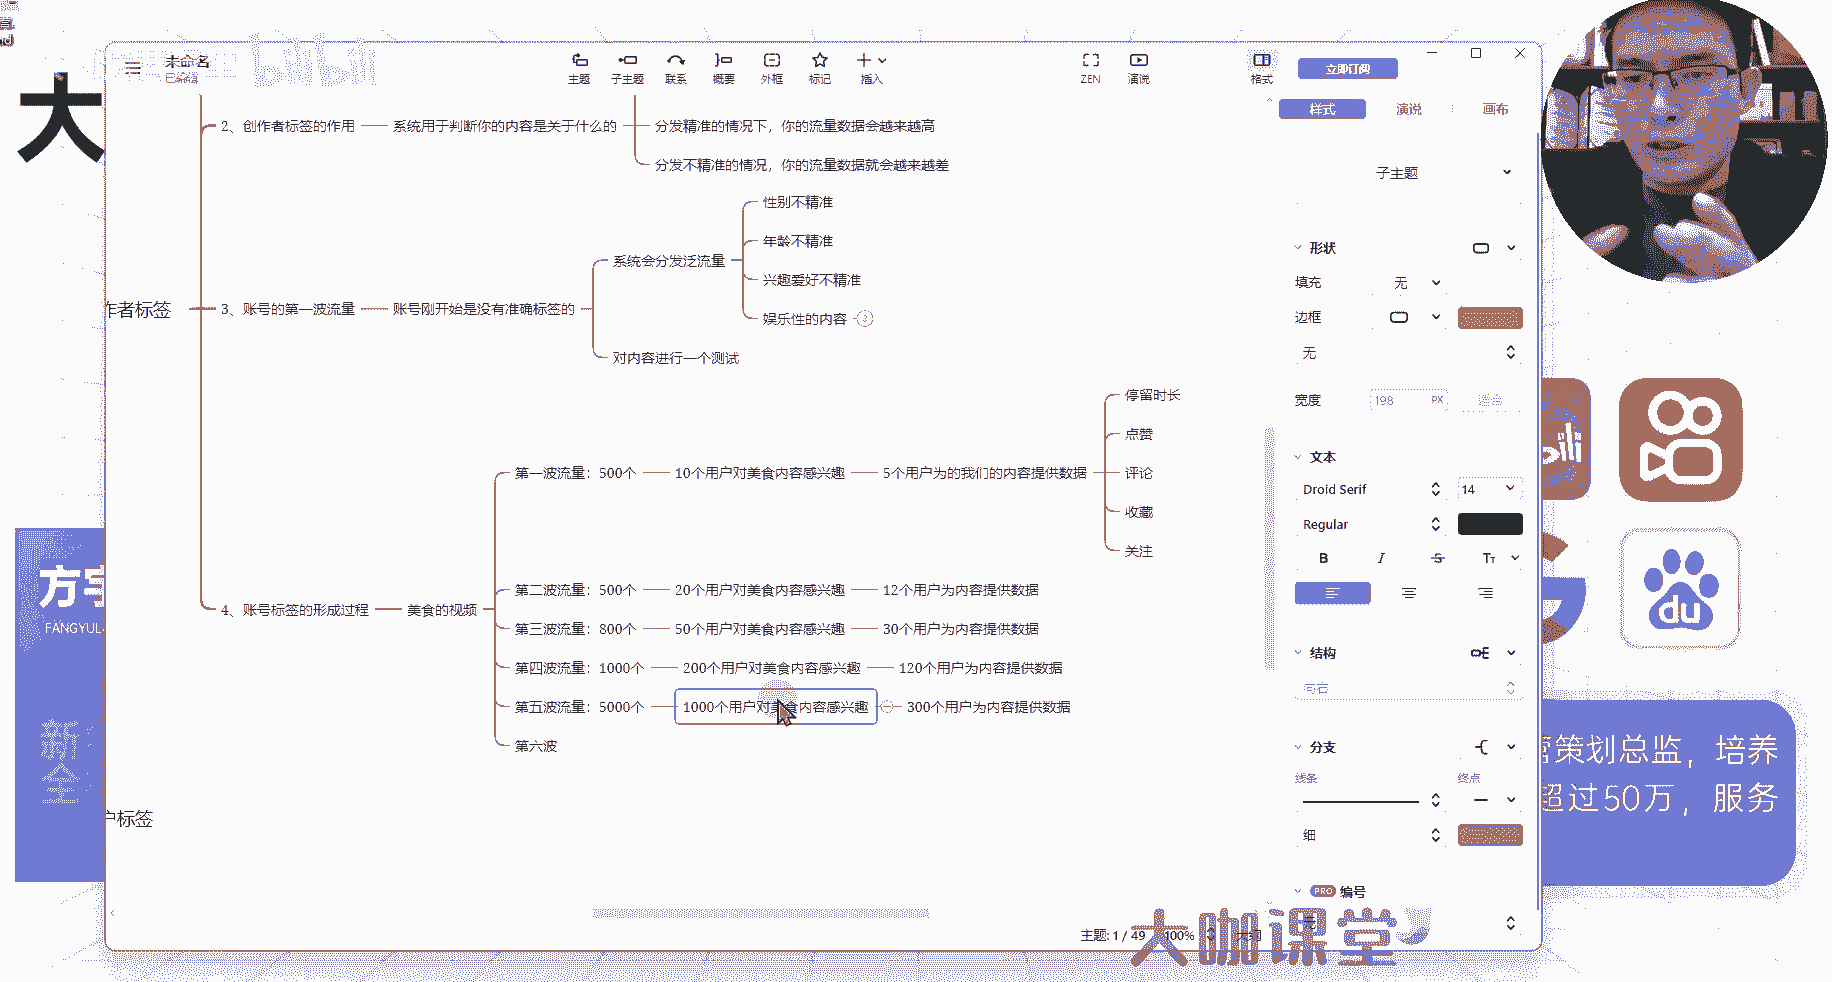 大
bilibili
未命名
已编辑
主题
子主题
联系
概要
外框
标记
插入
ZEN
演说
格式
立即订阅
样式
演说
画布
2、创作者标签的作用
系统用于判断你的内容是关于什么的
分发精准的情况下，你的流量数据会越来越高
分发不精准的情况，你的流量数据就会越来越差
作者标签
3、账号的第一波流量
账号刚开始是没有准确标签的
系统会分发泛流量
性别不精准
年龄不精准
兴趣爱好不精准
娱乐性的内容
对内容进行一个测试
4、账号标签的形成过程
美食的视频
第一波流量：500个
10个用户对美食内容感兴趣
5个用户为的我们的内容提供数据
停留时长
点赞
评论
收藏
关注
第二波流量：500个
20个用户对美食内容感兴趣
12个用户为内容提供数据
第三波流量：800个
50个用户对美食内容感兴趣
30个用户为内容提供数据
第四波流量：1000个
200个用户对美食内容感兴趣
120个用户为内容提供数据
第五波流量：5000个
1000个用户对美食内容感兴趣
300个用户为内容提供数据
第六波
户标签
子主题
形状
填充
无
边框
无
宽度
198
PX
文本
Droid Serif
14
Regular
B
I
S
TT
结构
向右
分支
线条
终点
细
PRO
编号
无
主题: 1 / 49
100%
大纲
大咖课堂
方宇
FANGYU
新
全
du
营策划总监，培养
超过50万，服务